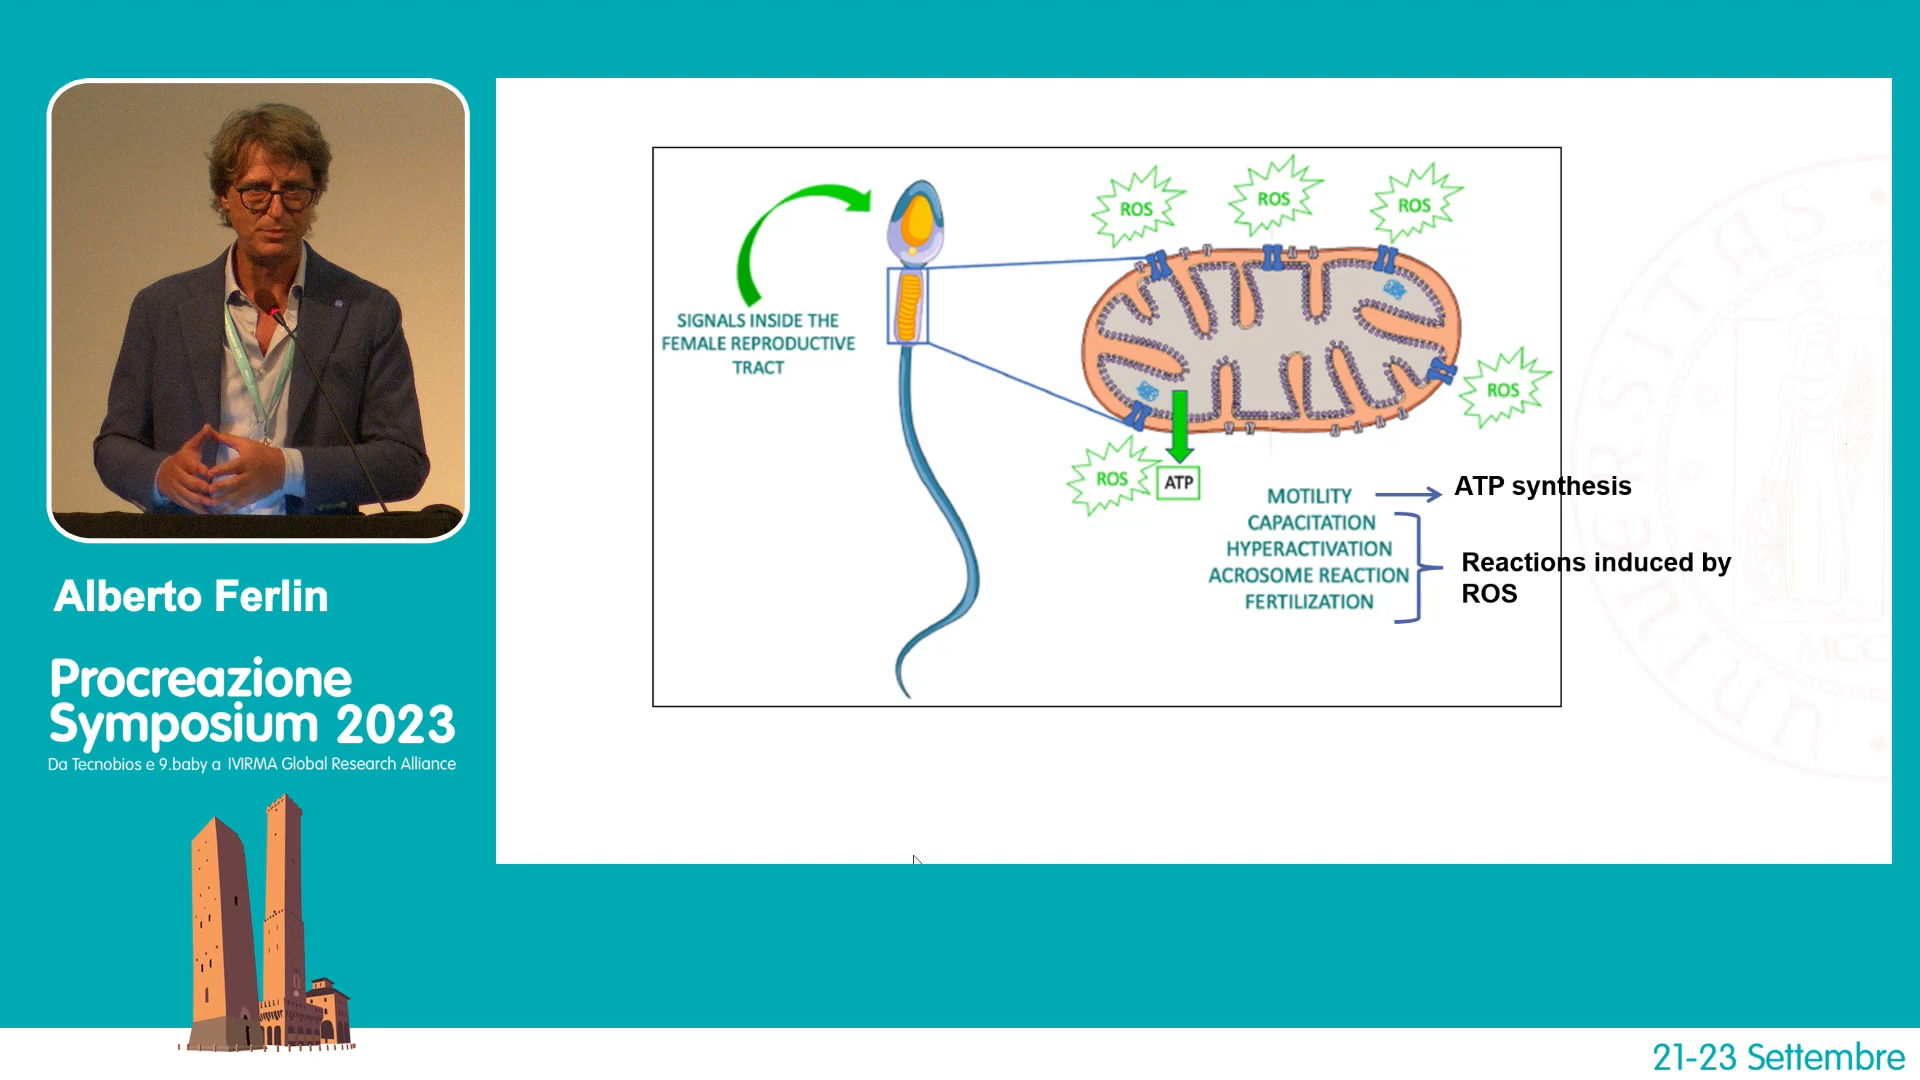 Alberto Ferlin
Procreazione
Symposium 2023
Da Tecnobios e 9.baby a IVIRMA Global Research Alliance
SIGNALS INSIDE THE
FEMALE REPRODUCTIVE
TRACT
ROS
ROS
ROS
ROS
ROS
ATP
MOTILITY
CAPACITATION
HYPERACTIVATION
ACROSOME REACTION
FERTILIZATION
ATP synthesis
Reactions induced by
ROS
MCC
21-23 Settembre